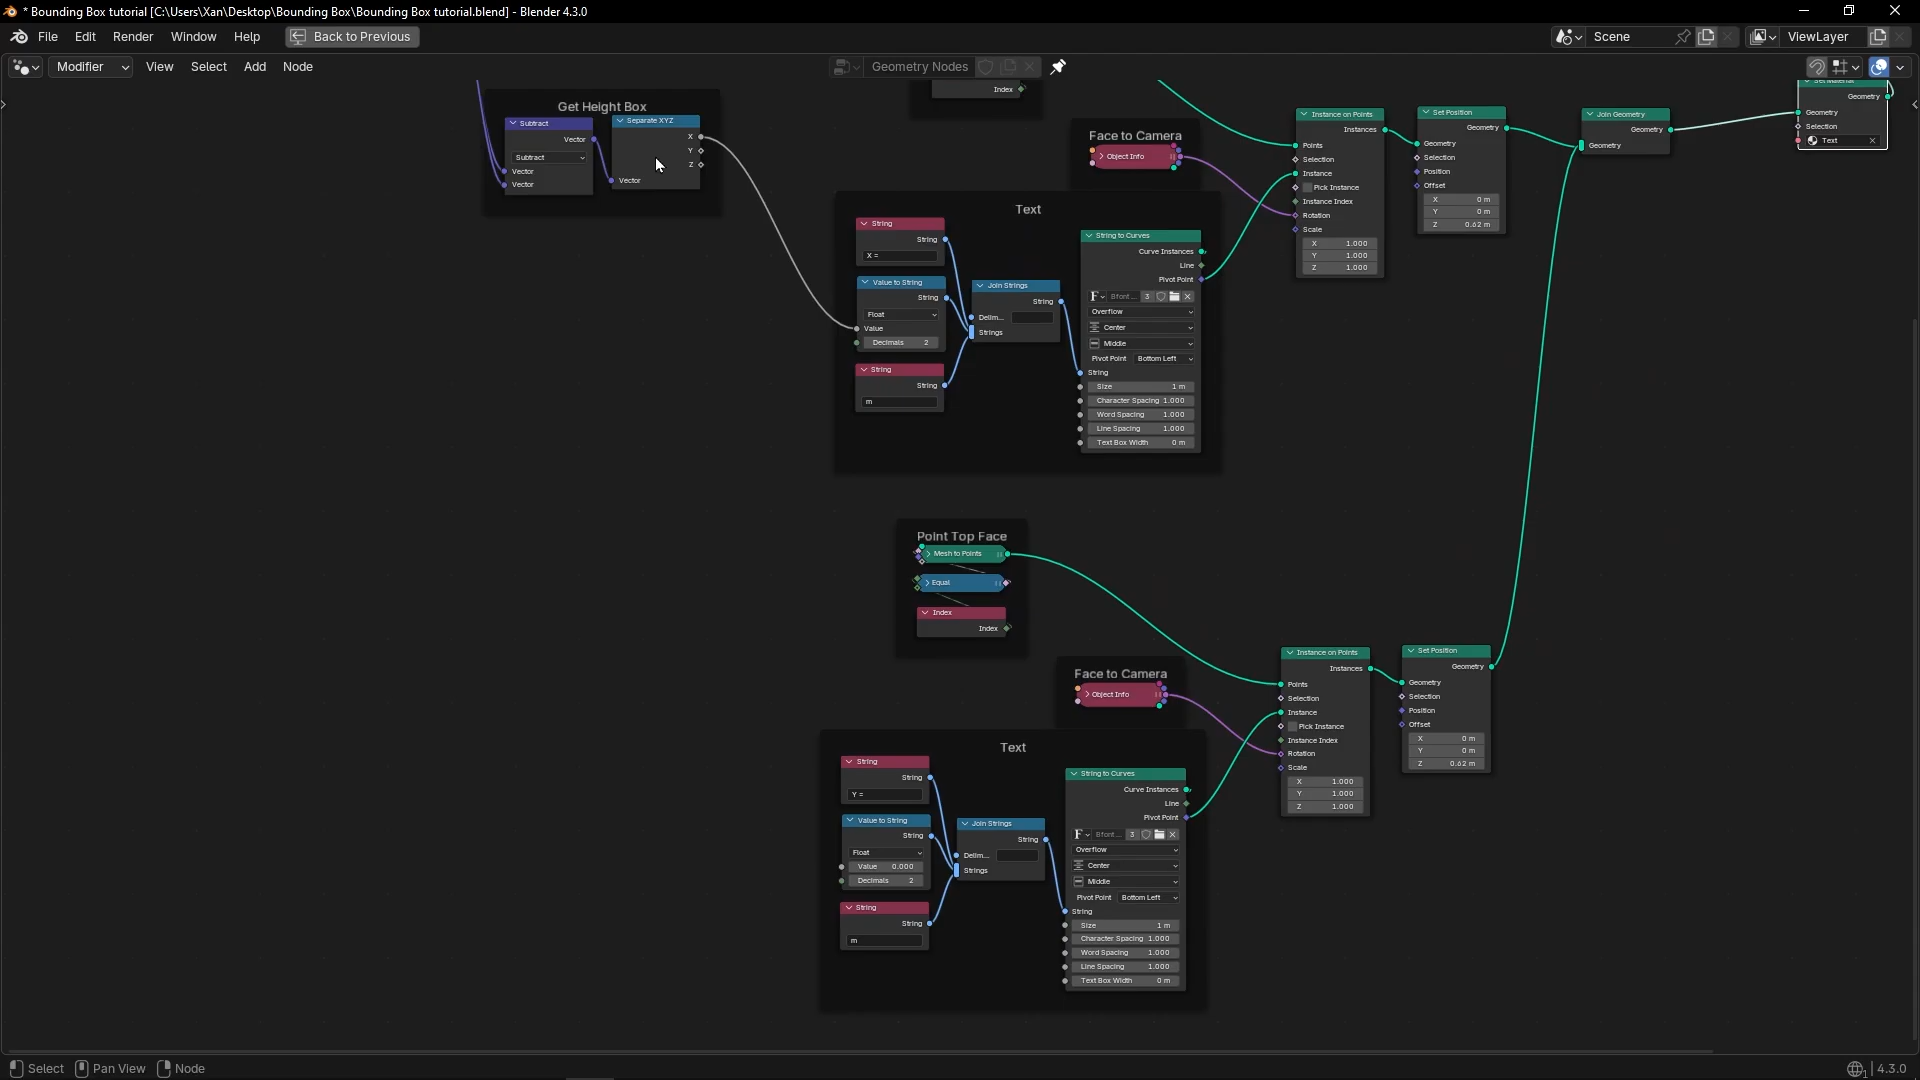 * Bounding Box tutorial [C:\Users\Xan\Desktop\Bounding Box\Bounding Box tutorial.blend] - Blender 4.3.0
File Edit Render Window Help Back to Previous Scene ViewLayer
Modifier View Select Add Node Geometry Nodes
Index
Set Material
Geometry
Geometry
Selection
Text
Get Height Box
Subtract
Vector
Subtract
Vector
Vector
Separate XYZ
X
Y
Z
Vector
Face to Camera
Object Info
Instance on Points
Instances
Points
Selection
Instance
Pick Instance
Instance Index
Rotation
Scale
X 1.000
Y 1.000
Z 1.000
Set Position
Geometry
Geometry
Selection
Position
Offset
X 0 m
Y 0 m
Z 0.62 m
Join Geometry
Geometry
Geometry
Text
String
String
X =
Value to String
String
Float
Value
Decimals 2
String
String
m
Join Strings
String
Delim...
Strings
String to Curves
Curve Instances
Line
Pivot Point
Bfont... 3
Overflow
Center
Middle
Pivot Point Bottom Left
String
Size 1 m
Character Spacing 1.000
Word Spacing 1.000
Line Spacing 1.000
Text Box Width 0 m
Point Top Face
Mesh to Points
Equal
Index
Index
Face to Camera
Object Info
Instance on Points
Instances
Points
Selection
Instance
Pick Instance
Instance Index
Rotation
Scale
X 1.000
Y 1.000
Z 1.000
Set Position
Geometry
Geometry
Selection
Position
Offset
X 0 m
Y 0 m
Z 0.62 m
Text
String
String
Y =
Value to String
String
Float
Value 0.000
Decimals 2
String
String
m
Join Strings
String
Delim...
Strings
String to Curves
Curve Instances
Line
Pivot Point
Bfont... 3
Overflow
Center
Middle
Pivot Point Bottom Left
String
Size 1 m
Character Spacing 1.000
Word Spacing 1.000
Line Spacing 1.000
Text Box Width 0 m
Select Pan View Node 4.3.0